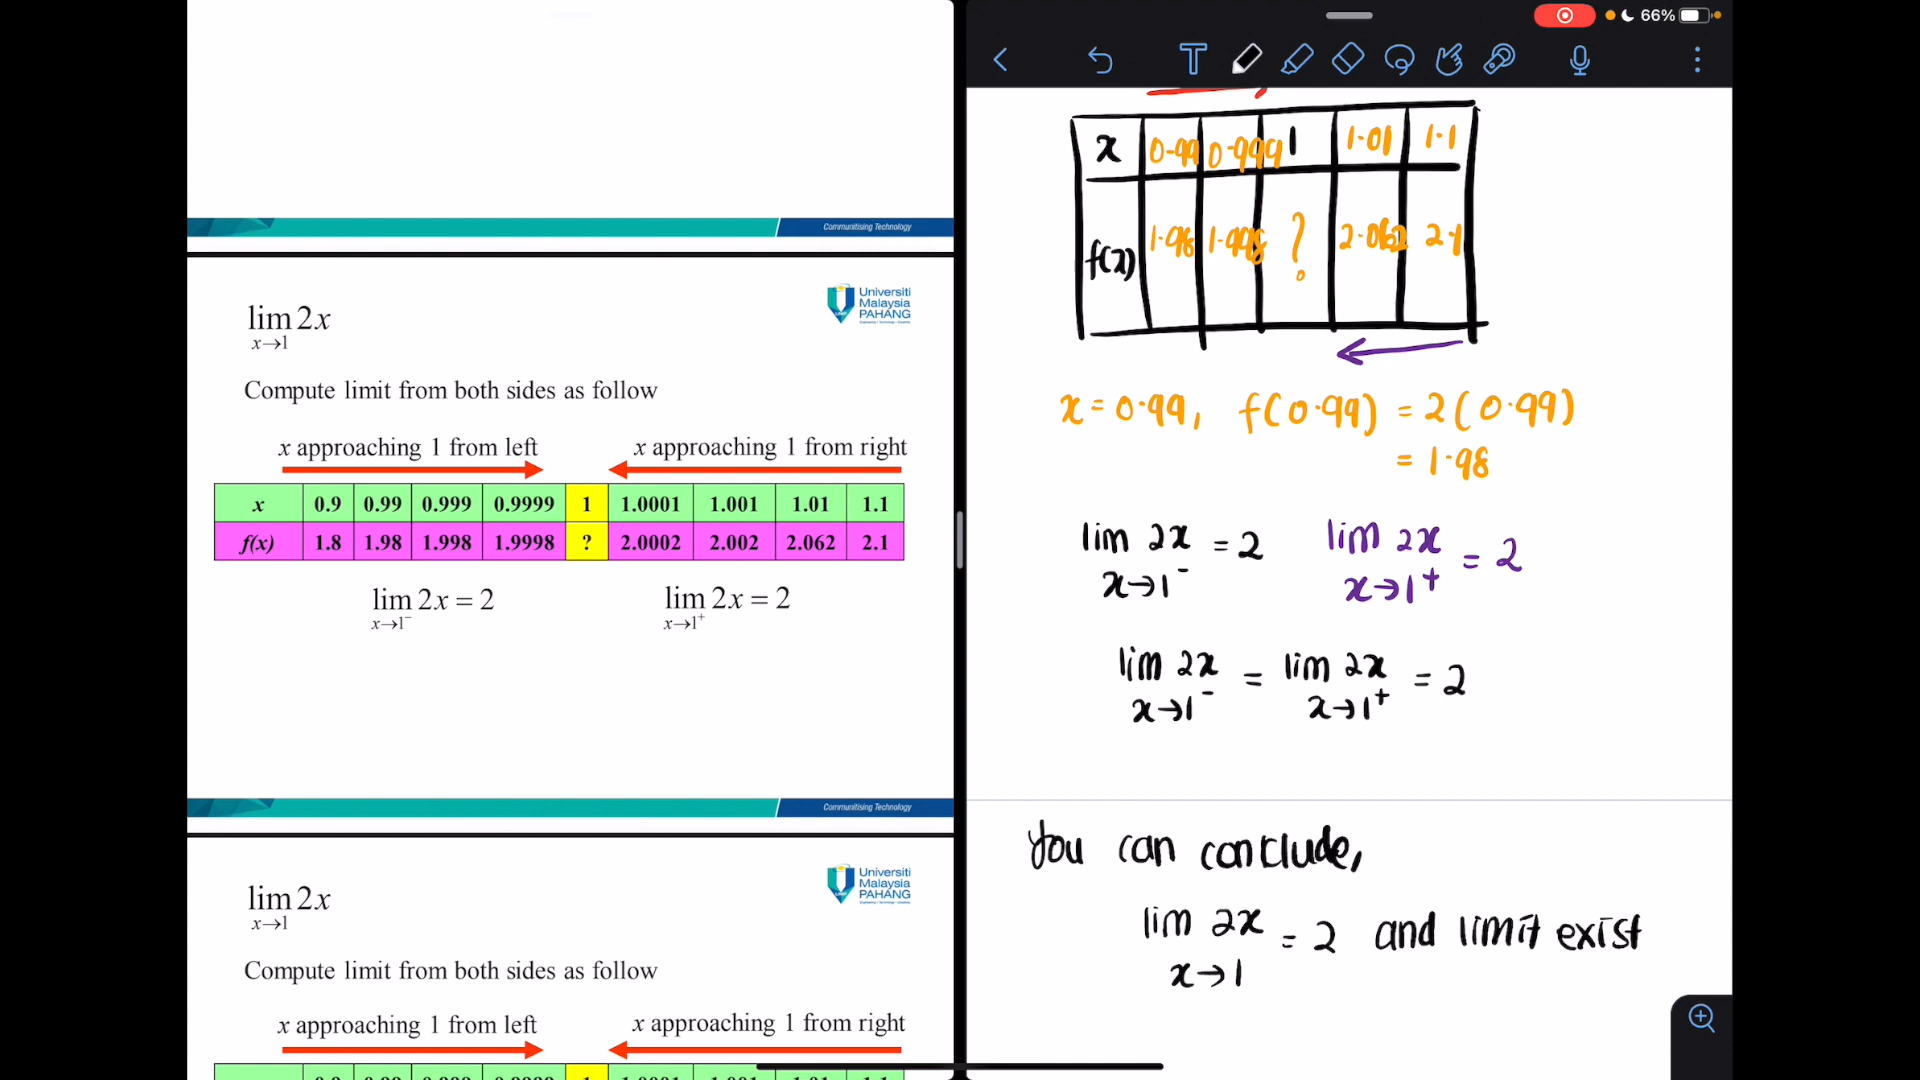 Communitising Technology
lim 2x
x→1
Universiti
Malaysia
PAHANG
Compute limit from both sides as follow
x approaching 1 from left x approaching 1 from right
x 0.9 0.99 0.999 0.9999 1 1.0001 1.001 1.01 1.1
f(x) 1.8 1.98 1.998 1.9998 ? 2.0002 2.002 2.062 2.1
lim 2x = 2 lim 2x = 2
x→1⁻ x→1⁺
Communitising Technology
lim 2x
x→1
Universiti
Malaysia
PAHANG
Compute limit from both sides as follow
x approaching 1 from left x approaching 1 from right
66%
T
x 0.99 0.999 1 1.01 1.1
f(x) 1.98 1.998 ? 2.062 2.1
x = 0.99, f(0.99) = 2(0.99)
= 1.98
lim 2x = 2 lim 2x = 2
x→1⁻ x→1⁺
lim 2x = lim 2x = 2
x→1⁻ x→1⁺
You can conclude,
lim 2x = 2 and limit exist
x→1